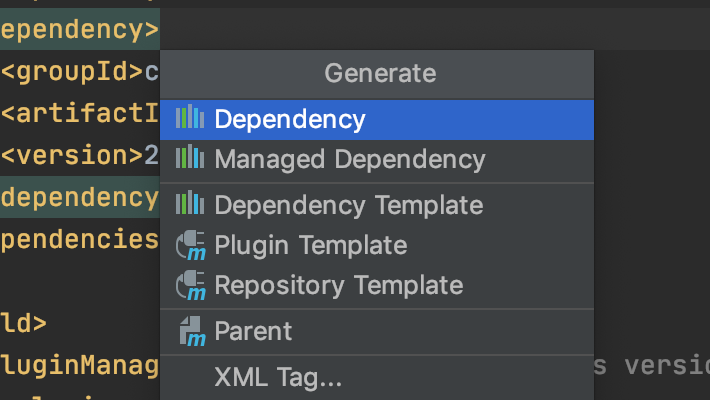 ependency>
Generate
<groupId>c
Dependency
<artifactI
Managed Dependency
<version>2
Dependency Template
dependency
Plugin Template
pendencies
Repository Template
ld>
Parent
luginManag
s versio
XML Tag...